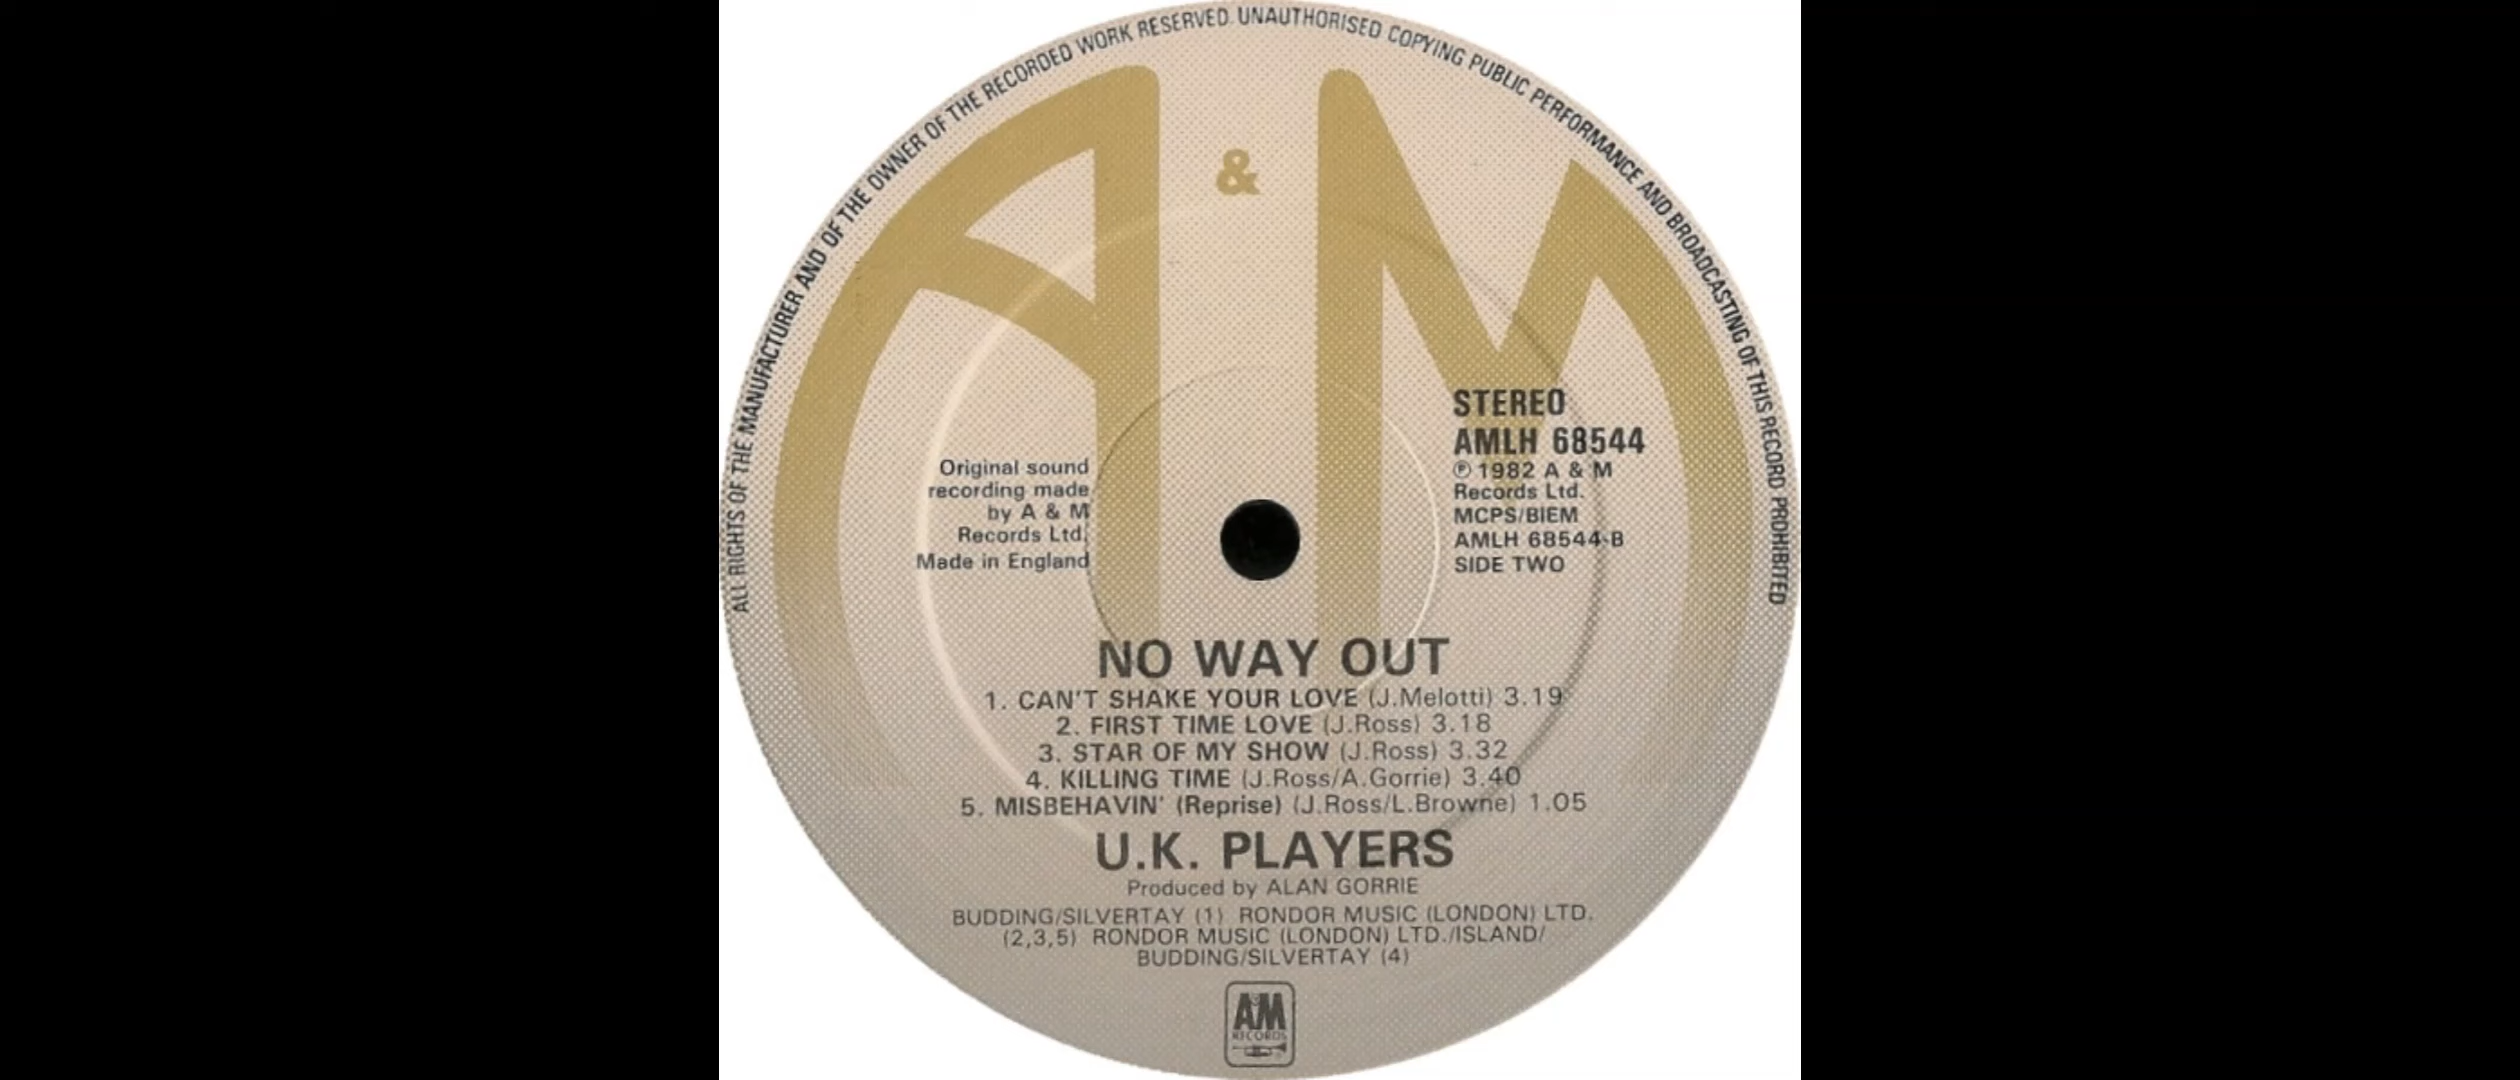 ALL RIGHTS OF THE MANUFACTURER AND OF THE OWNER OF THE RECORDED WORK RESERVED. UNAUTHORISED COPYING PUBLIC PERFORMANCE AND BROADCASTING OF THIS RECORD PROHIBITED
A & M
Original sound
recording made
by A & M
Records Ltd.
Made in England
STEREO
AMLH 68544
℗ 1982 A & M
Records Ltd.
MCPS/BIEM
AMLH 68544-B
SIDE TWO
NO WAY OUT
1. CAN'T SHAKE YOUR LOVE (J.Melotti) 3.19
2. FIRST TIME LOVE (J.Ross) 3.18
3. STAR OF MY SHOW (J.Ross) 3.32
4. KILLING TIME (J.Ross/A.Gorrie) 3.40
5. MISBEHAVIN' (Reprise) (J.Ross/L.Browne) 1.05
U.K. PLAYERS
Produced by ALAN GORRIE
BUDDING/SILVERTAY (1) RONDOR MUSIC (LONDON) LTD.
(2,3,5) RONDOR MUSIC (LONDON) LTD./ISLAND/
BUDDING/SILVERTAY (4)
A&M
RECORDS